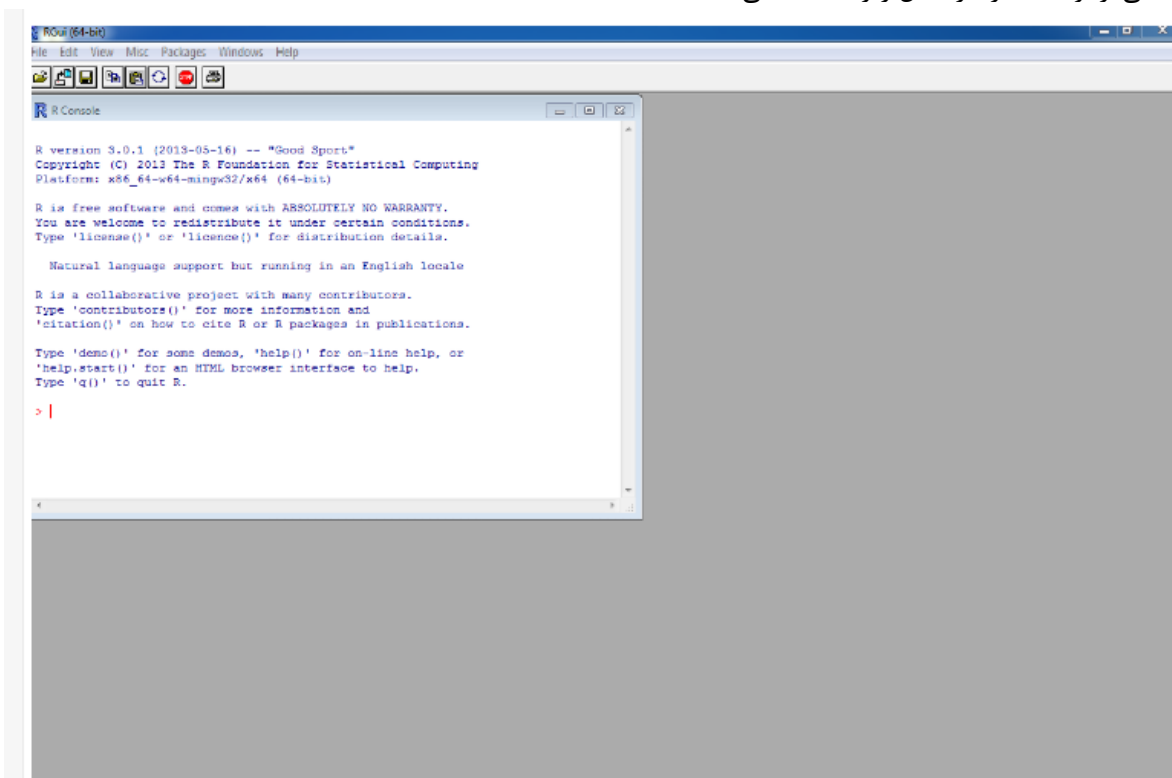 RGui (64-bit)
File Edit View Misc Packages Windows Help
R Console
R version 3.0.1 (2013-05-16) -- "Good Sport"
Copyright (C) 2013 The R Foundation for Statistical Computing
Platform: x86_64-w64-mingw32/x64 (64-bit)
R is free software and comes with ABSOLUTELY NO WARRANTY.
You are welcome to redistribute it under certain conditions.
Type 'license()' or 'licence()' for distribution details.
Natural language support but running in an English locale
R is a collaborative project with many contributors.
Type 'contributors()' for more information and
'citation()' on how to cite R or R packages in publications.
Type 'demo()' for some demos, 'help()' for on-line help, or
'help.start()' for an HTML browser interface to help.
Type 'q()' to quit R.
>